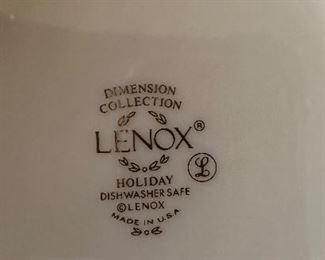 DIMENSION
COLLECTION
LENOX®
L
HOLIDAY
DISHWASHER SAFE
©LENOX
MADE IN U.S.A.